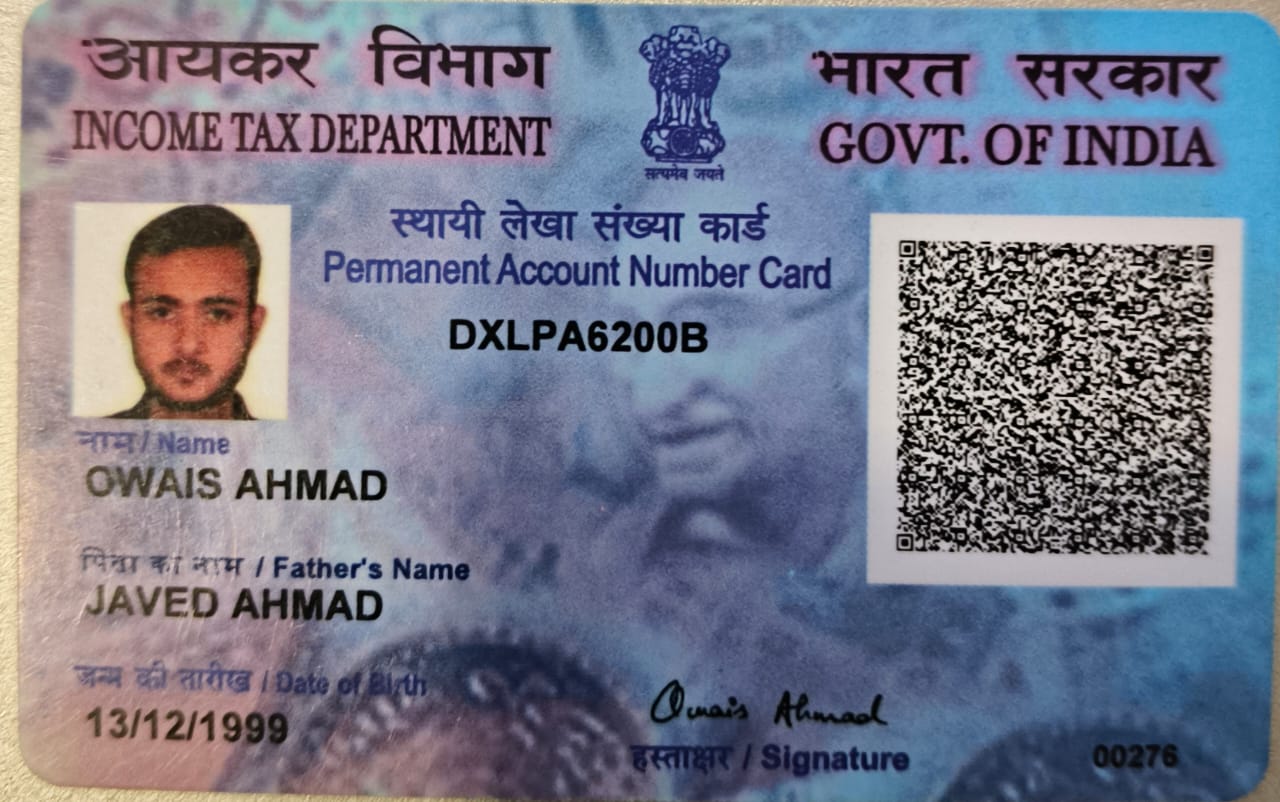 आयकर विभाग
INCOME TAX DEPARTMENT
सत्यमेव जयते
भारत सरकार
GOVT. OF INDIA
स्थायी लेखा संख्या कार्ड
Permanent Account Number Card
DXLPA6200B
नाम / Name
OWAIS AHMAD
पिता का नाम / Father's Name
JAVED AHMAD
जन्म की तारीख / Date of Birth
13/12/1999
Owais Ahmad
हस्ताक्षर / Signature
00276